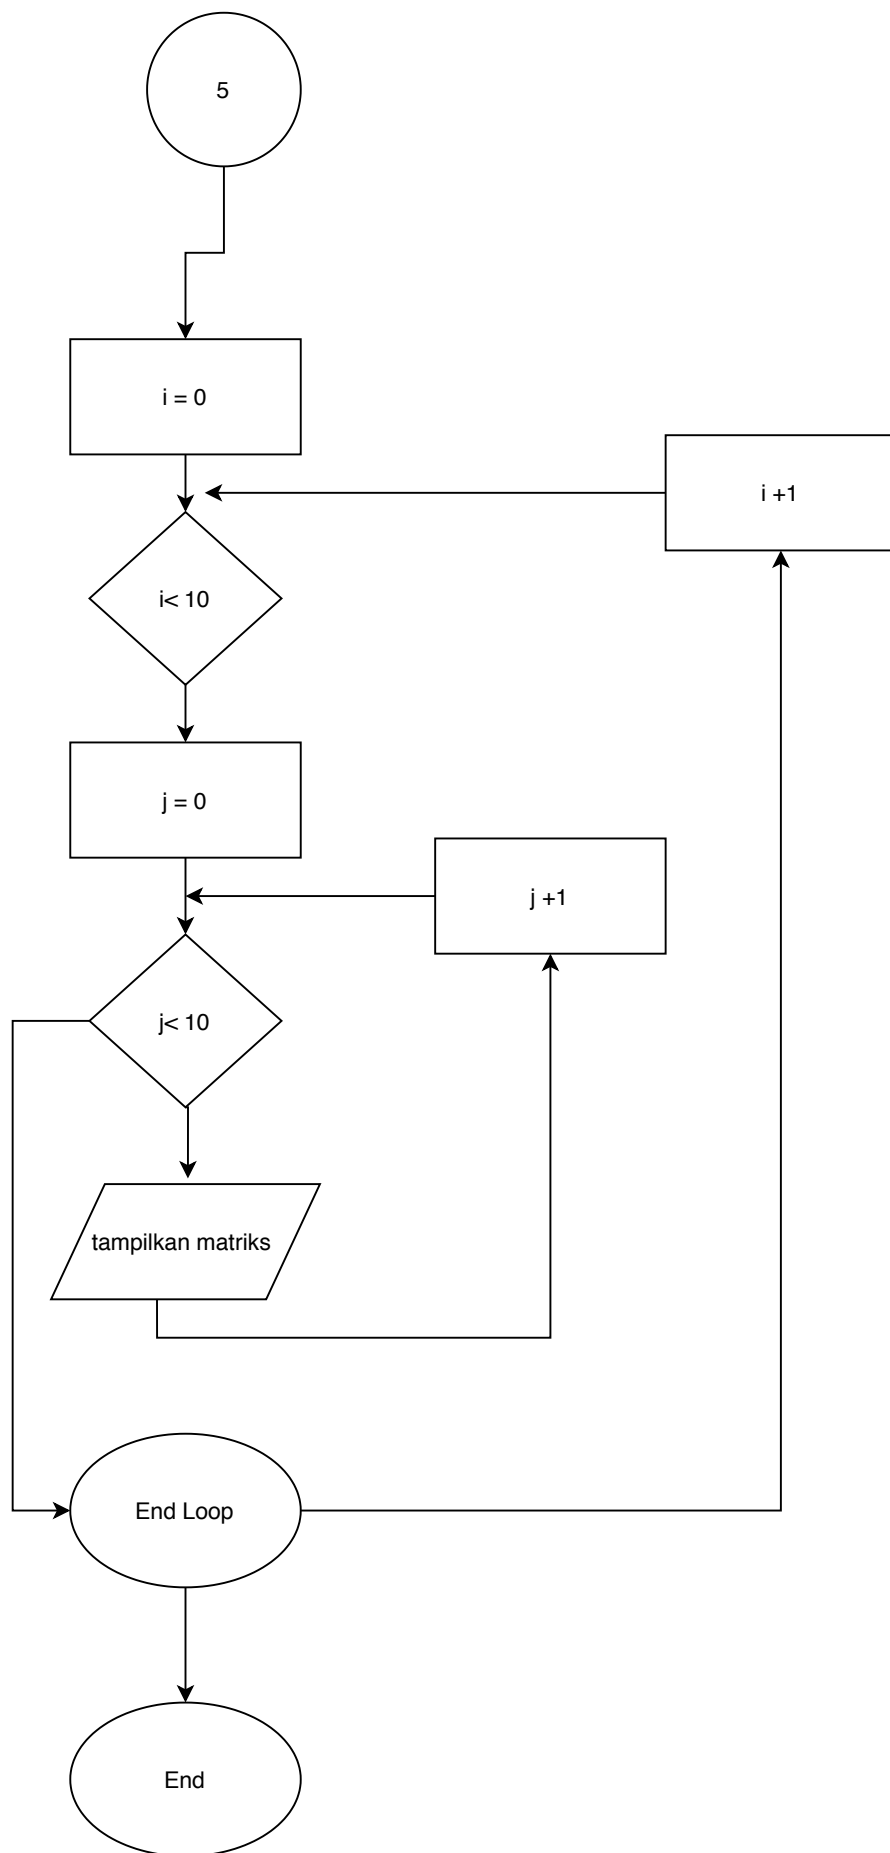 5
i = 0
i +1
i< 10
j = 0
j +1
j< 10
tampilkan matriks
End Loop
End